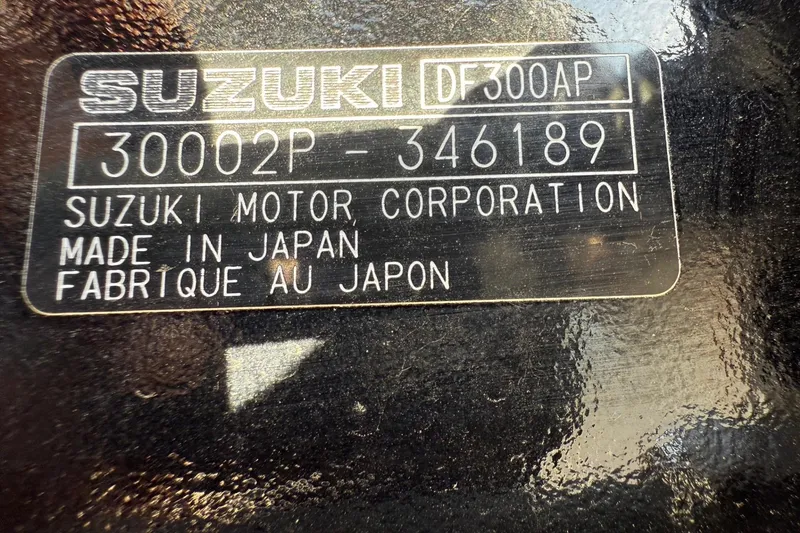 SUZUKI DF300AP
30002P - 346189
SUZUKI MOTOR CORPORATION
MADE IN JAPAN
FABRIQUE AU JAPON